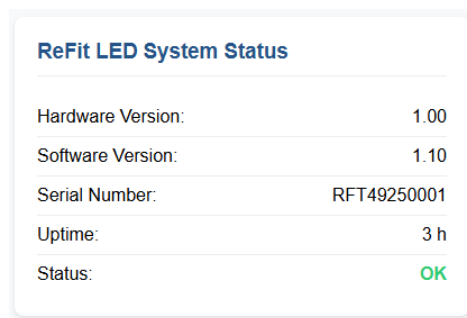 ReFit LED System Status
Hardware Version: 1.00
Software Version: 1.10
Serial Number: RFT49250001
Uptime: 3 h
Status: OK